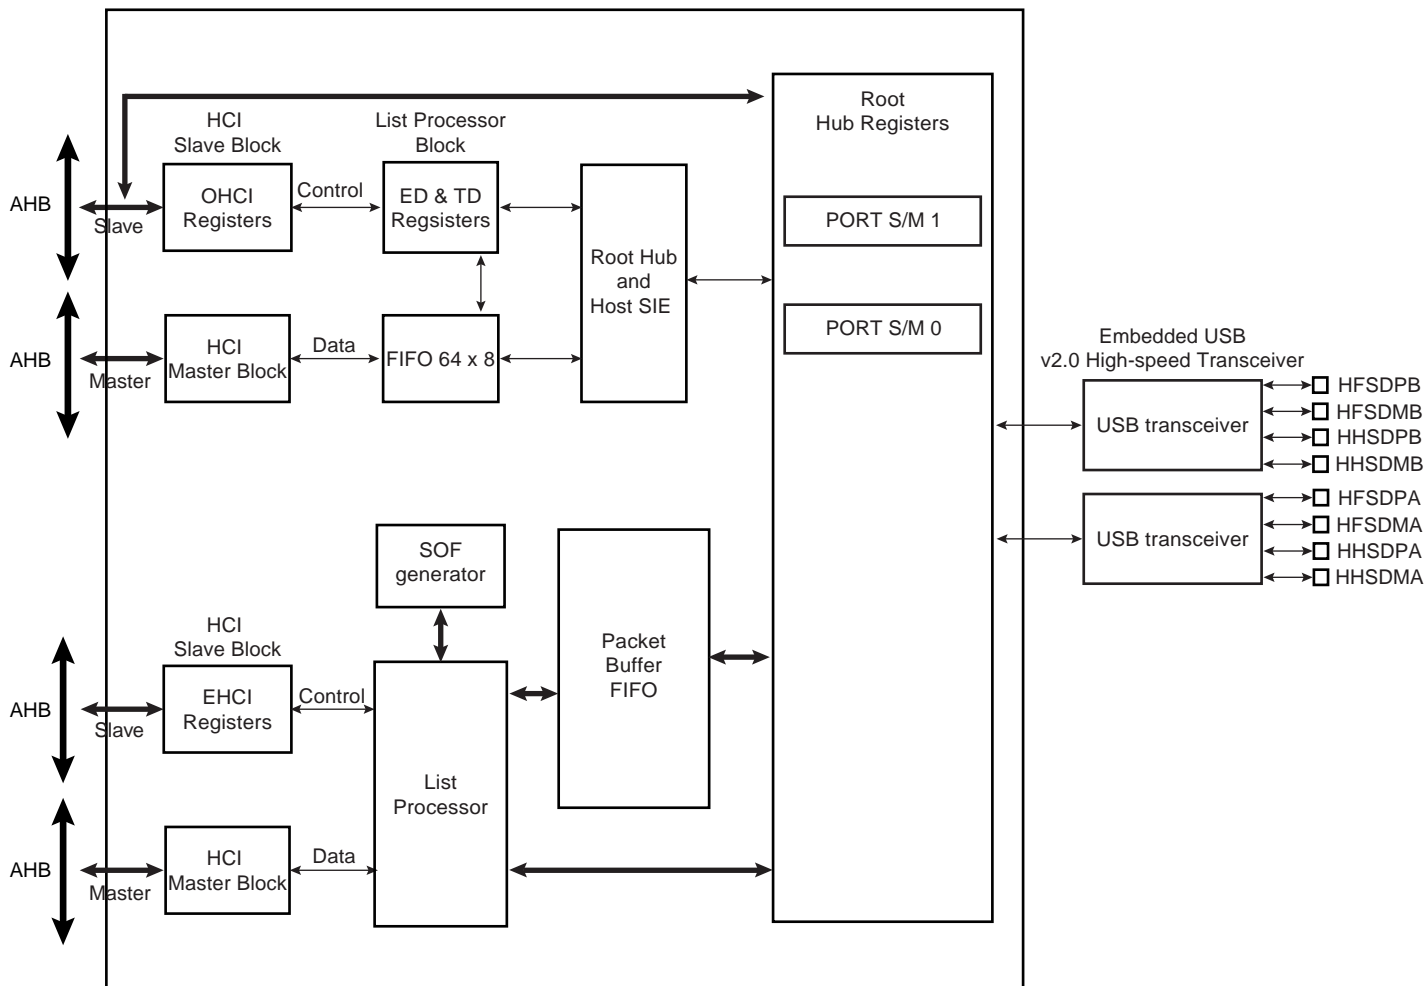 Root
Hub Registers
HCI
Slave Block
List Processor
Block
AHB
Slave
OHCI
Registers
Control
ED & TD
Regsisters
PORT S/M 1
Root Hub
and
Host SIE
PORT S/M 0
AHB
Master
HCI
Master Block
Data
FIFO 64 x 8
Embedded USB
v2.0 High-speed Transceiver
USB transceiver
HFSDPB
HFSDMB
HHSDPB
HHSDMB
USB transceiver
HFSDPA
HFSDMA
HHSDPA
HHSDMA
SOF
generator
HCI
Slave Block
Packet
Buffer
FIFO
AHB
Slave
EHCI
Registers
Control
List
Processor
AHB
Master
HCI
Master Block
Data